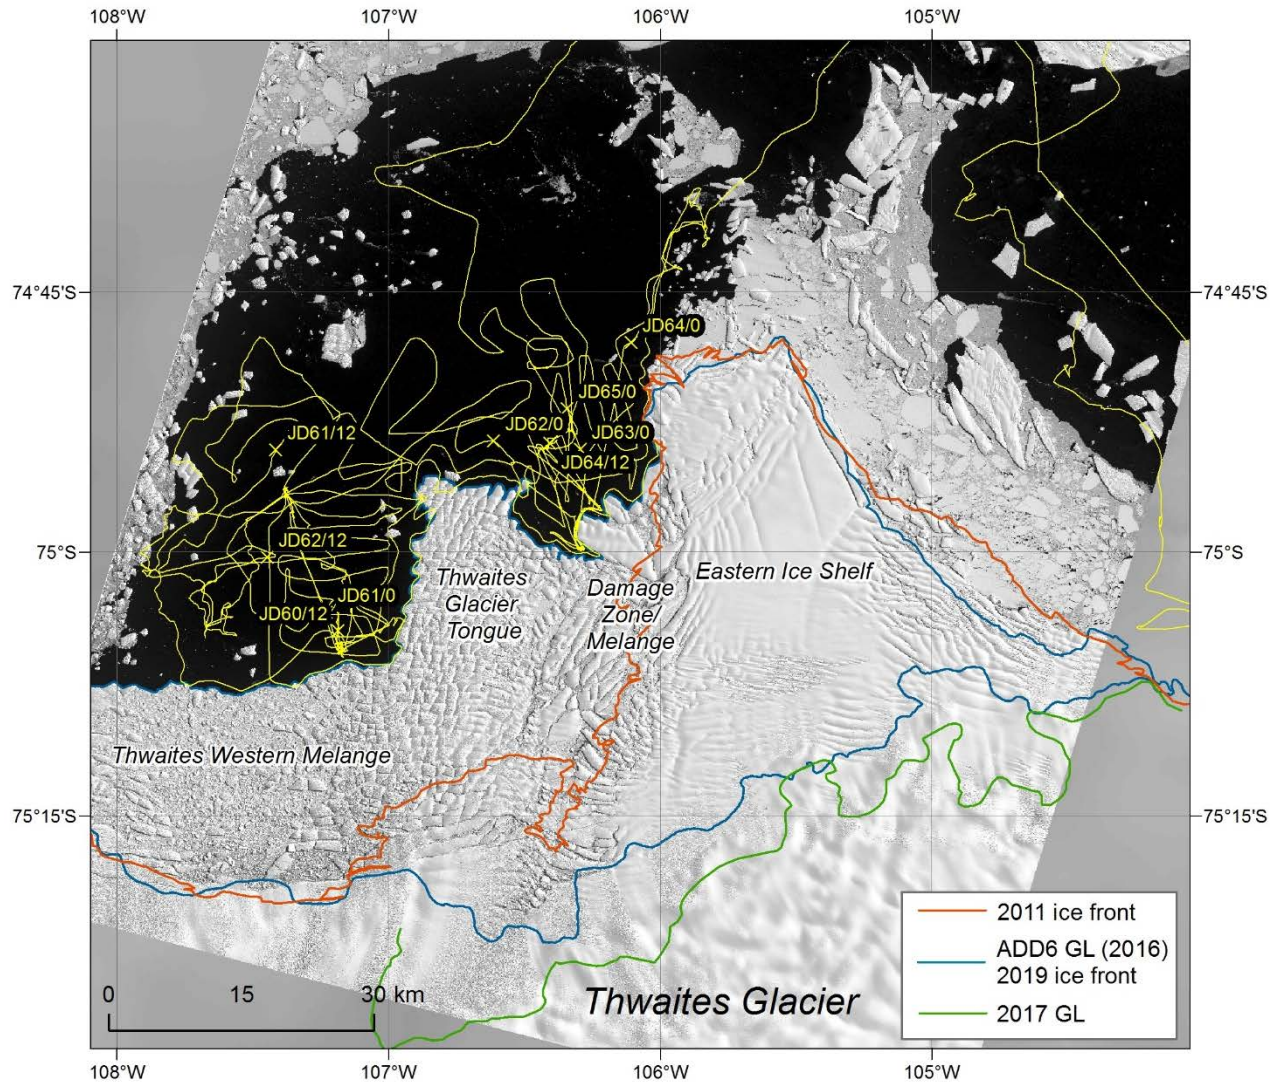 108°W
107°W
106°W
105°W
74°45'S
74°45'S
JD64/0
JD65/0
JD61/12
JD62/0
JD63/0
JD64/12
JD62/12
75°S
75°S
Thwaites
Glacier
Tongue
Damage
Zone/
Melange
Eastern Ice Shelf
JD61/0
JD60/12
Thwaites Western Melange
75°15'S
75°15'S
2011 ice front
ADD6 GL (2016)
2019 ice front
2017 GL
0 15 30 km
Thwaites Glacier
108°W
107°W
106°W
105°W